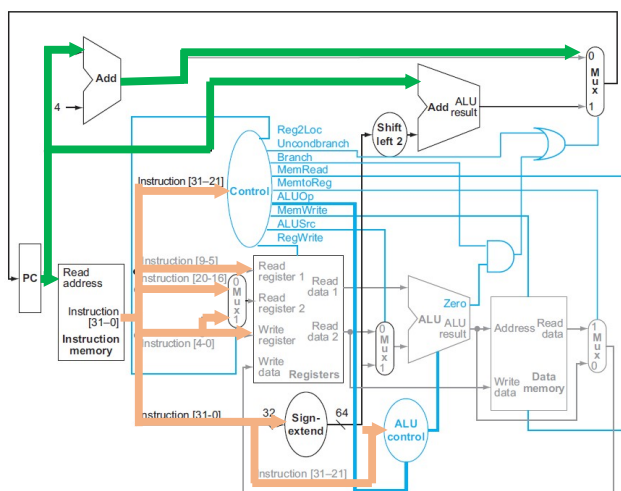 Add
4
0
M
u
x
1
Add
ALU
result
Shift
left 2
Reg2Loc
Uncondbranch
Branch
MemRead
MemtoReg
ALUOp
MemWrite
ALUSrc
RegWrite
Control
Instruction [31–21]
PC
Read
address
Instruction
[31–0]
Instruction
memory
Instruction [9-5]
Instruction [20-16]
Instruction [4-0]
0
M
u
x
1
Read
register 1
Read
register 2
Write
register
Write
data
Read
data 1
Read
data 2
Registers
0
M
u
x
1
Zero
ALU
ALU
result
Address
Read
data
Write
data
Data
memory
1
M
u
x
0
Instruction [31-0]
32
64
Sign-
extend
ALU
control
Instruction [31–21]